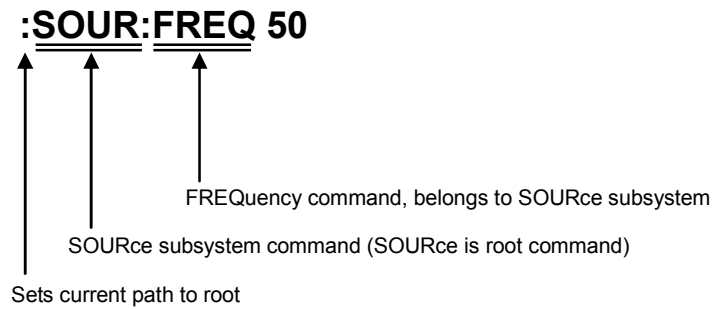 :SOUR:FREQ 50
FREQuency command, belongs to SOURce subsystem
SOURce subsystem command (SOURce is root command)
Sets current path to root